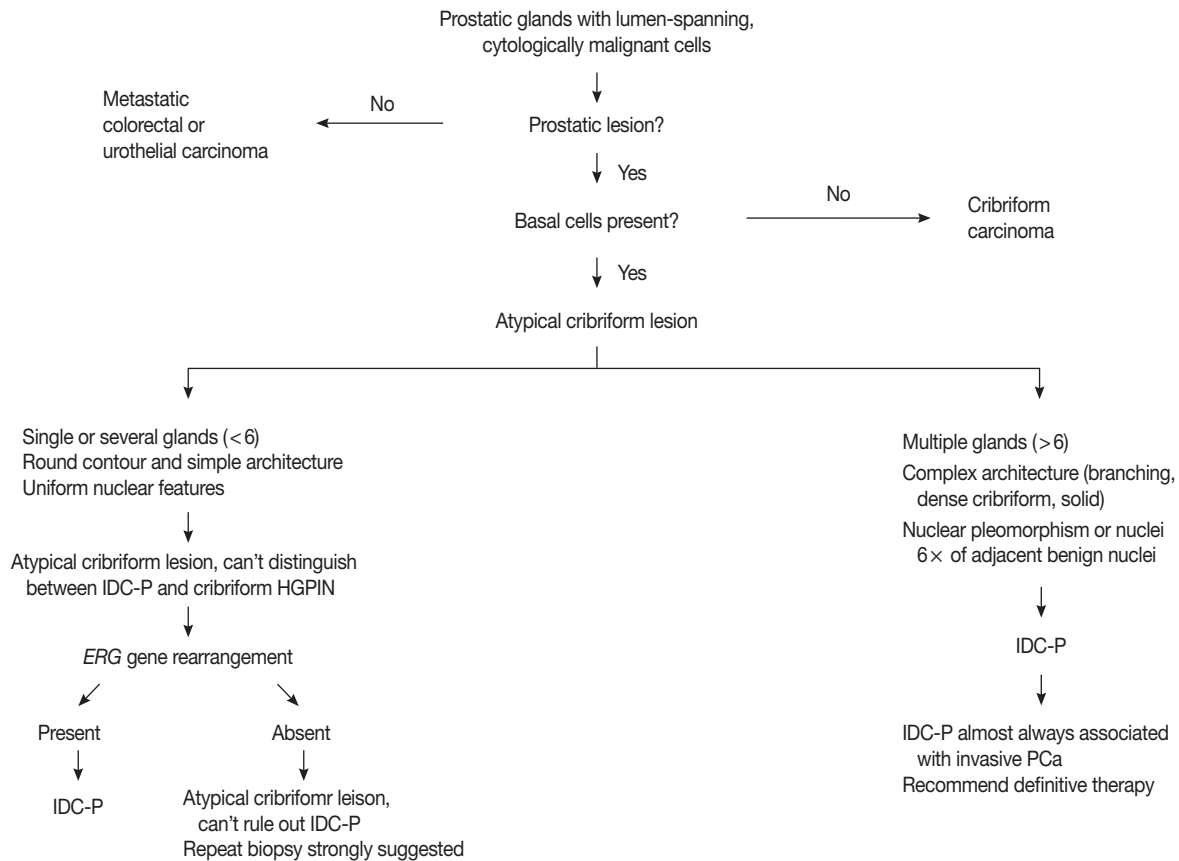 Prostatic glands with lumen-spanning,
cytologically malignant cells
Metastatic
colorectal or
urothelial carcinoma
No
Prostatic lesion?
Yes
No
Basal cells present?
Cribriform
carcinoma
Yes
Atypical cribriform lesion
Single or several glands (<6)
Round contour and simple architecture
Uniform nuclear features
Atypical cribriform lesion, can't distinguish
between IDC-P and cribriform HGPIN
ERG gene rearrangement
Present
Absent
IDC-P
Atypical cribrifomr leison,
can't rule out IDC-P
Repeat biopsy strongly suggested
Multiple glands (>6)
Complex architecture (branching,
dense cribriform, solid)
Nuclear pleomorphism or nuclei
6× of adjacent benign nuclei
IDC-P
IDC-P almost always associated
with invasive PCa
Recommend definitive therapy